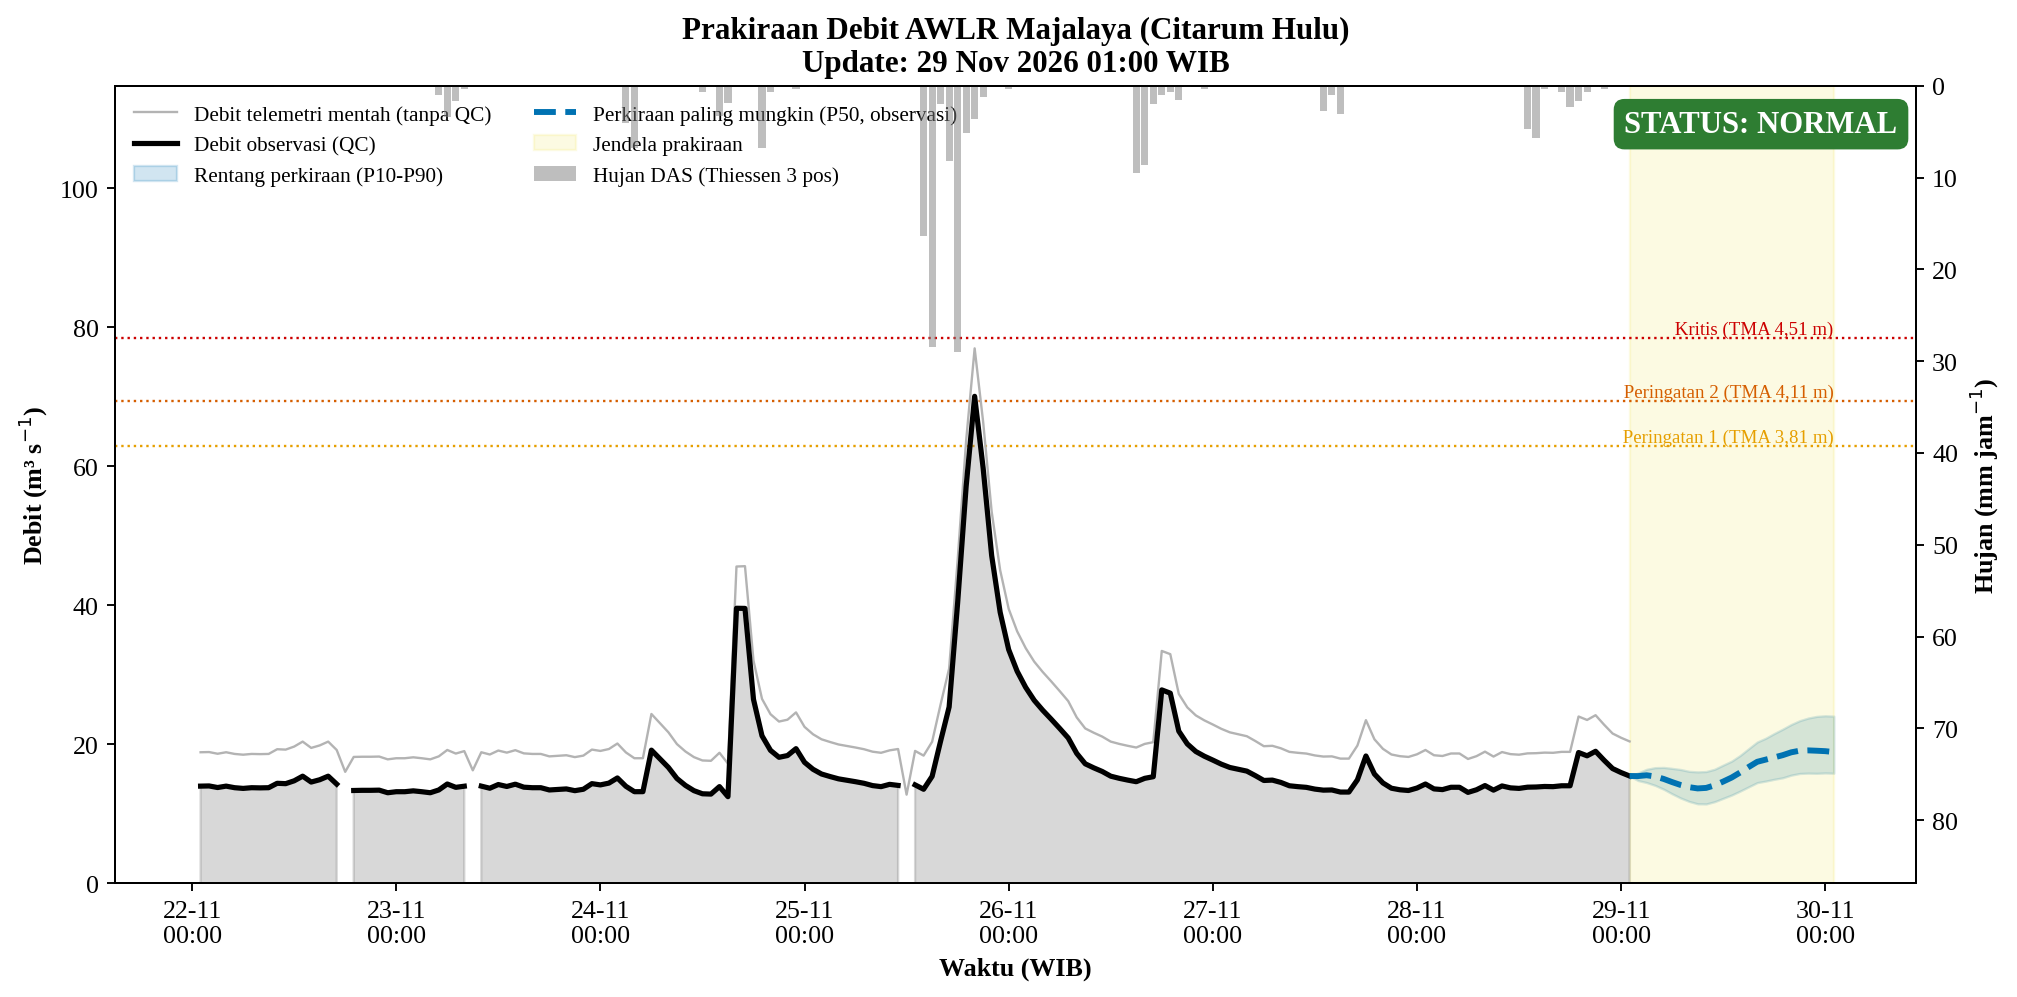 Prakiraan Debit AWLR Majalaya (Citarum Hulu)
Update: 29 Nov 2026 01:00 WIB
Debit telemetri mentah (tanpa QC)
Debit observasi (QC)
Rentang perkiraan (P10-P90)
Perkiraan paling mungkin (P50, observasi)
Jendela prakiraan
Hujan DAS (Thiessen 3 pos)
STATUS: NORMAL
Kritis (TMA 4,51 m)
Peringatan 2 (TMA 4,11 m)
Peringatan 1 (TMA 3,81 m)
Debit (m³ s⁻¹)
100
80
60
40
20
0
Hujan (mm jam⁻¹)
0
10
20
30
40
50
60
70
80
22-11
00:00
23-11
00:00
24-11
00:00
25-11
00:00
26-11
00:00
27-11
00:00
28-11
00:00
29-11
00:00
30-11
00:00
Waktu (WIB)